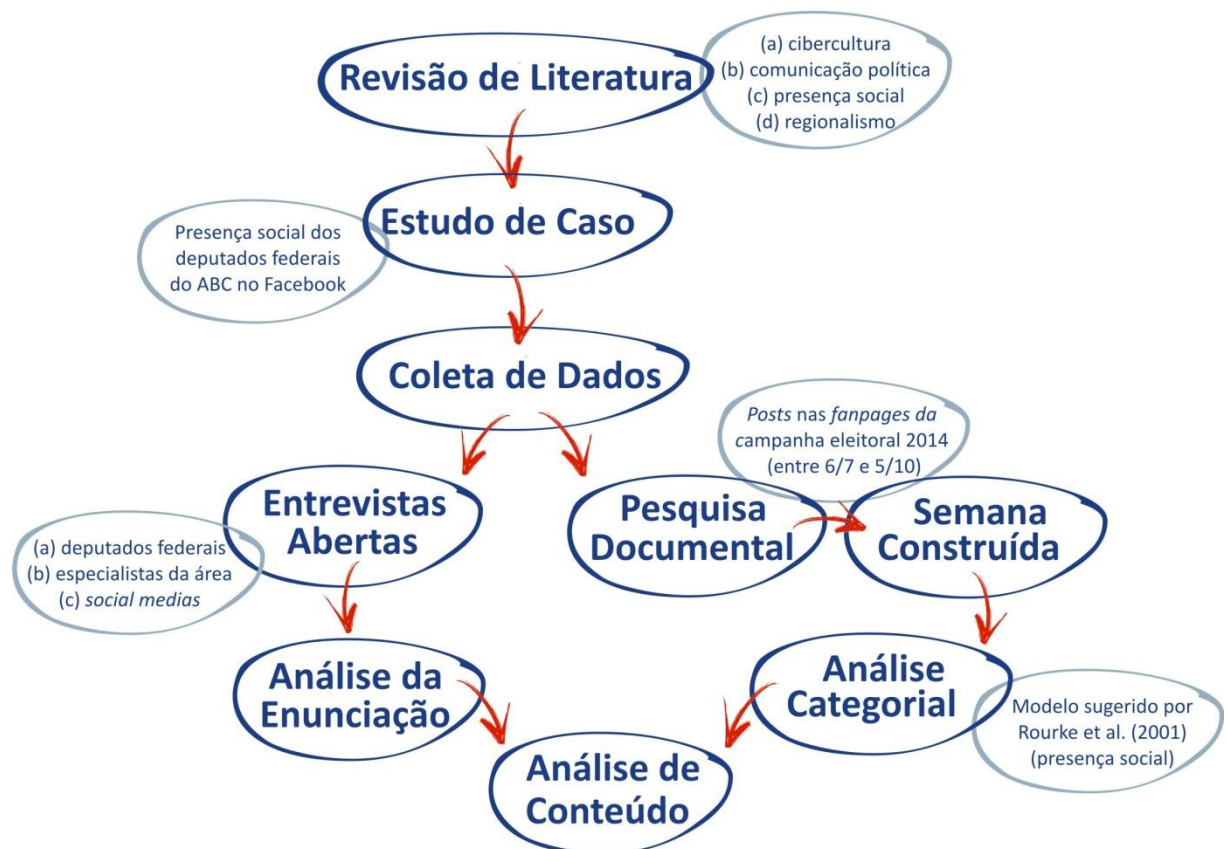 Revisão de Literatura
(a) cibercultura
(b) comunicação política
(c) presença social
(d) regionalismo
Estudo de Caso
Presença social dos
deputados federais
do ABC no Facebook
Coleta de Dados
Posts nas fanpages da
campanha eleitoral 2014
(entre 6/7 e 5/10)
Entrevistas
Abertas
(a) deputados federais
(b) especialistas da área
(c) social medias
Pesquisa
Documental
Semana
Construída
Análise da
Enunciação
Análise
Categorial
Modelo sugerido por
Rourke et al. (2001)
(presença social)
Análise de
Conteúdo